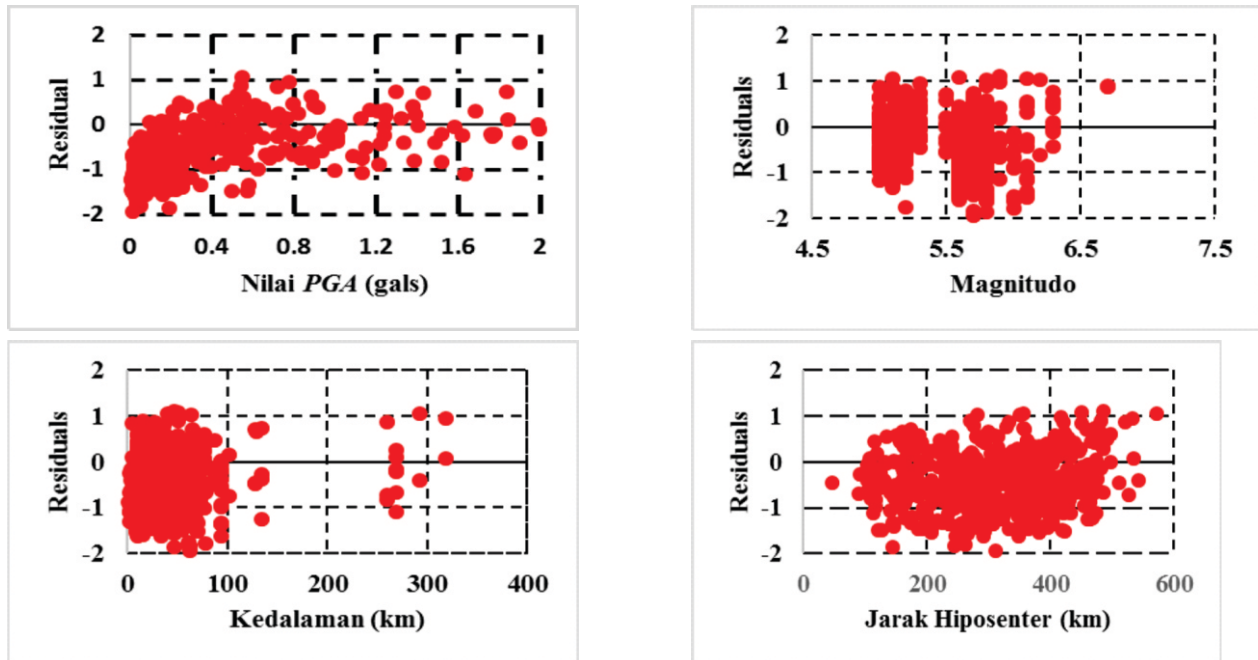 2
1
0
-1
-2
Residual
0 0.4 0.8 1.2 1.6 2
Nilai PGA (gals)
2
1
0
-1
-2
Residuals
4.5 5.5 6.5 7.5
Magnitudo
2
1
0
-1
-2
Residuals
0 100 200 300 400
Kedalaman (km)
2
1
0
-1
-2
Residuals
0 200 400 600
Jarak Hiposenter (km)